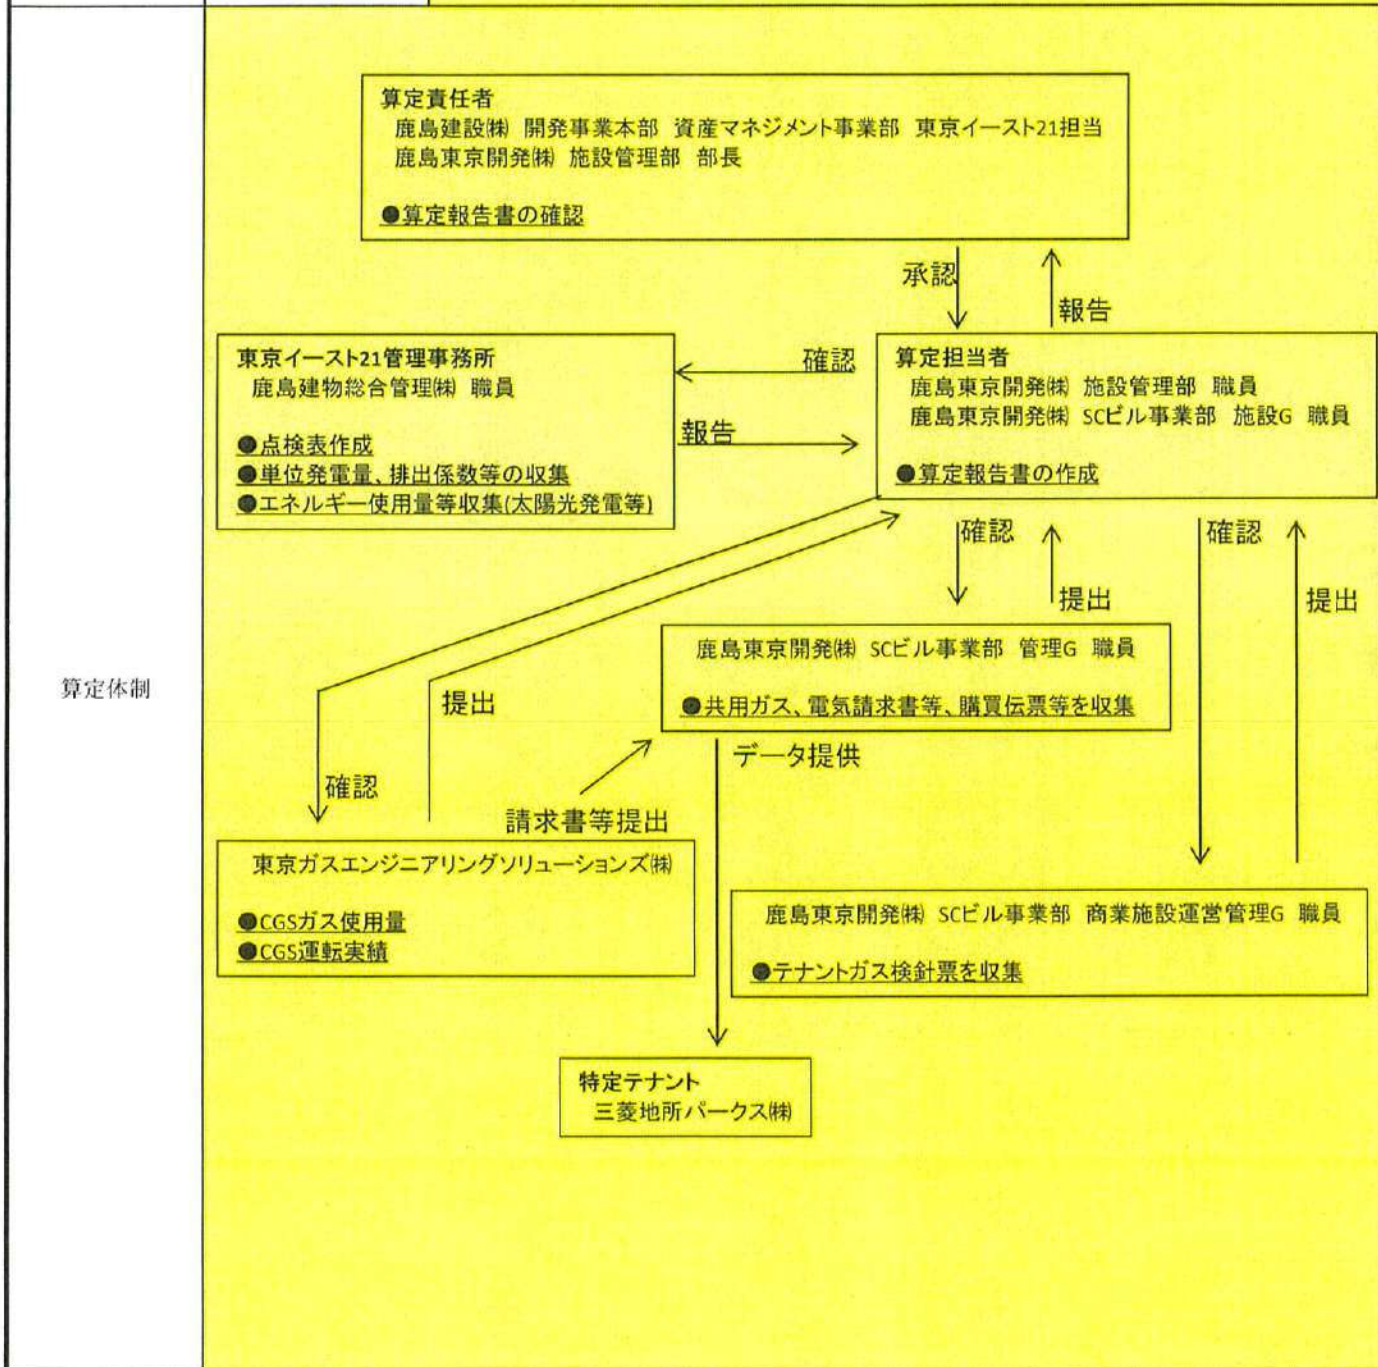 算定責任者
鹿島建設㈱ 開発事業本部 資産マネジメント事業部 東京イースト21担当
鹿島東京開発㈱ 施設管理部 部長
●算定報告書の確認
承認
報告
東京イースト21管理事務所
鹿島建物総合管理㈱ 職員
●点検表作成
●単位発電量、排出係数等の収集
●エネルギー使用量等収集(太陽光発電等)
確認
報告
算定担当者
鹿島東京開発㈱ 施設管理部 職員
鹿島東京開発㈱ SCビル事業部 施設G 職員
●算定報告書の作成
確認
提出
確認
提出
鹿島東京開発㈱ SCビル事業部 管理G 職員
●共用ガス、電気請求書等、購買伝票等を収集
算定体制
提出
データ提供
確認
請求書等提出
東京ガスエンジニアリングソリューションズ㈱
●CGSガス使用量
●CGS運転実績
鹿島東京開発㈱ SCビル事業部 商業施設運営管理G 職員
●テナントガス検針票を収集
特定テナント
三菱地所パークス㈱